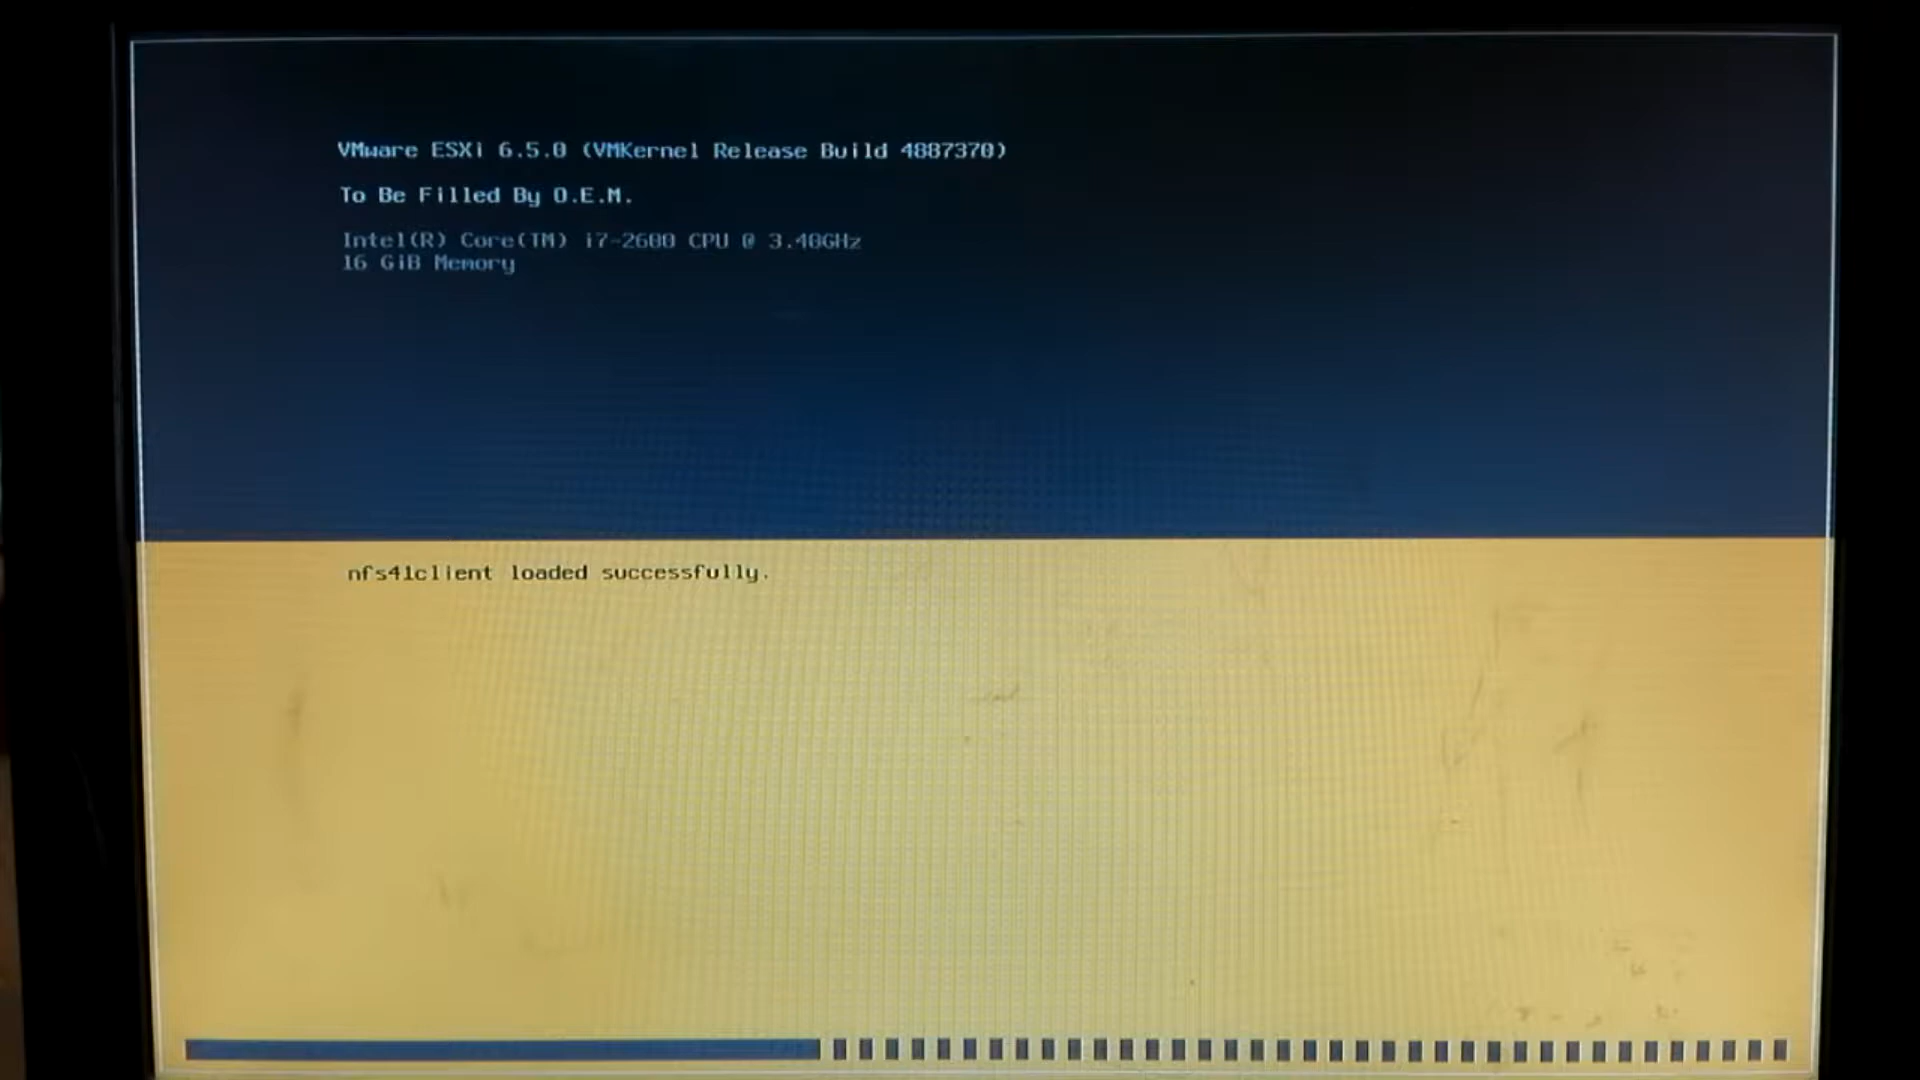 VMware ESXi 6.5.0 (VMKernel Release Build 4887370)
To Be Filled By O.E.M.
Intel(R) Core(TM) i7-2600 CPU @ 3.40GHz
16 GiB Memory
nfs41client loaded successfully.